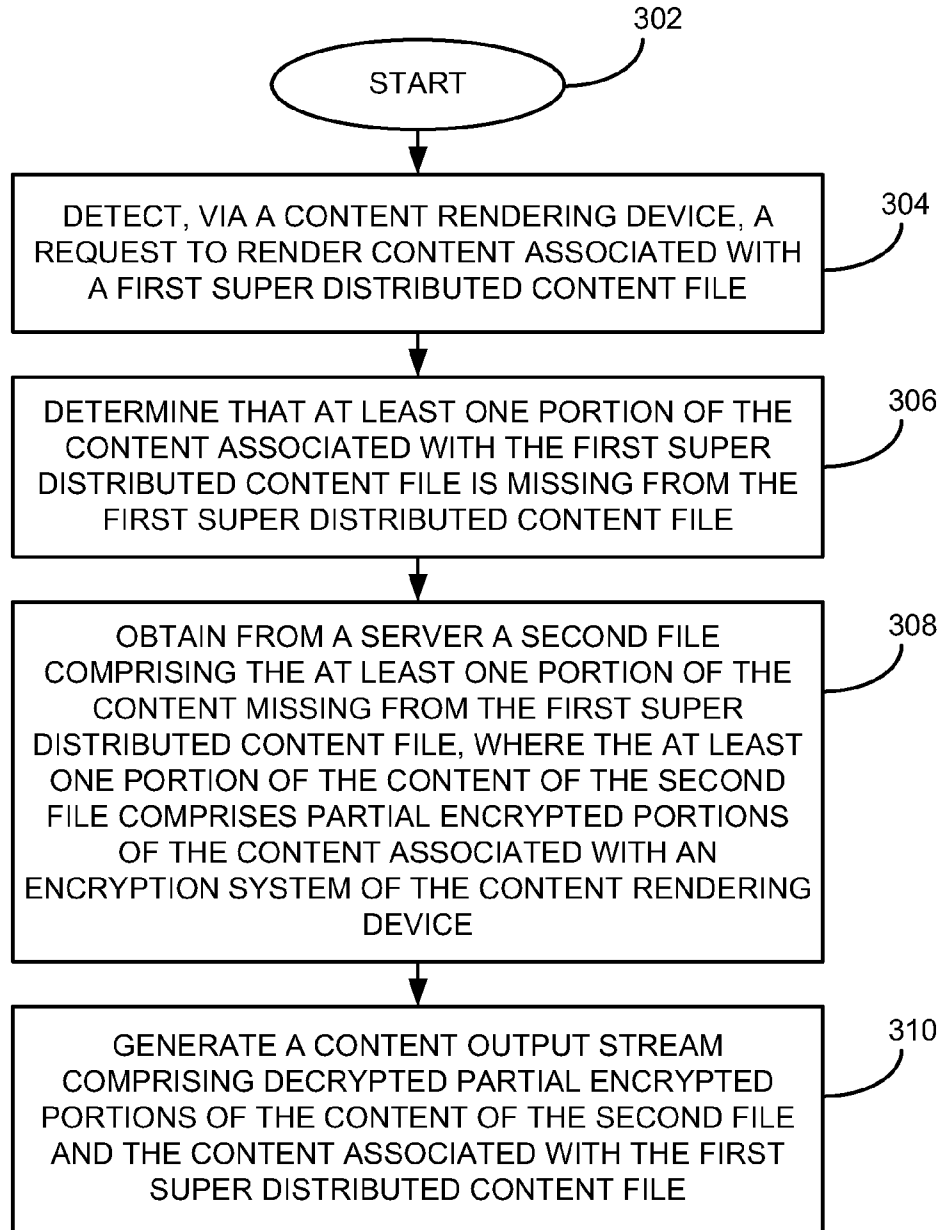 302
START
304
DETECT, VIA A CONTENT RENDERING DEVICE, A
REQUEST TO RENDER CONTENT ASSOCIATED WITH
A FIRST SUPER DISTRIBUTED CONTENT FILE
306
DETERMINE THAT AT LEAST ONE PORTION OF THE
CONTENT ASSOCIATED WITH THE FIRST SUPER
DISTRIBUTED CONTENT FILE IS MISSING FROM THE
FIRST SUPER DISTRIBUTED CONTENT FILE
308
OBTAIN FROM A SERVER A SECOND FILE
COMPRISING THE AT LEAST ONE PORTION OF THE
CONTENT MISSING FROM THE FIRST SUPER
DISTRIBUTED CONTENT FILE, WHERE THE AT LEAST
ONE PORTION OF THE CONTENT OF THE SECOND
FILE COMPRISES PARTIAL ENCRYPTED PORTIONS
OF THE CONTENT ASSOCIATED WITH AN
ENCRYPTION SYSTEM OF THE CONTENT RENDERING
DEVICE
310
GENERATE A CONTENT OUTPUT STREAM
COMPRISING DECRYPTED PARTIAL ENCRYPTED
PORTIONS OF THE CONTENT OF THE SECOND FILE
AND THE CONTENT ASSOCIATED WITH THE FIRST
SUPER DISTRIBUTED CONTENT FILE